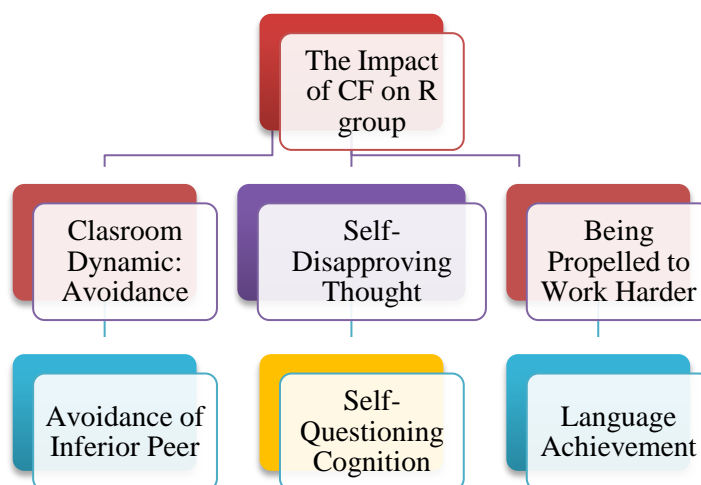 The Impact
of CF on R
group
Clasroom
Dynamic:
Avoidance
Self-
Disapproving
Thought
Being
Propelled to
Work Harder
Avoidance of
Inferior Peer
Self-
Questioning
Cognition
Language
Achievement